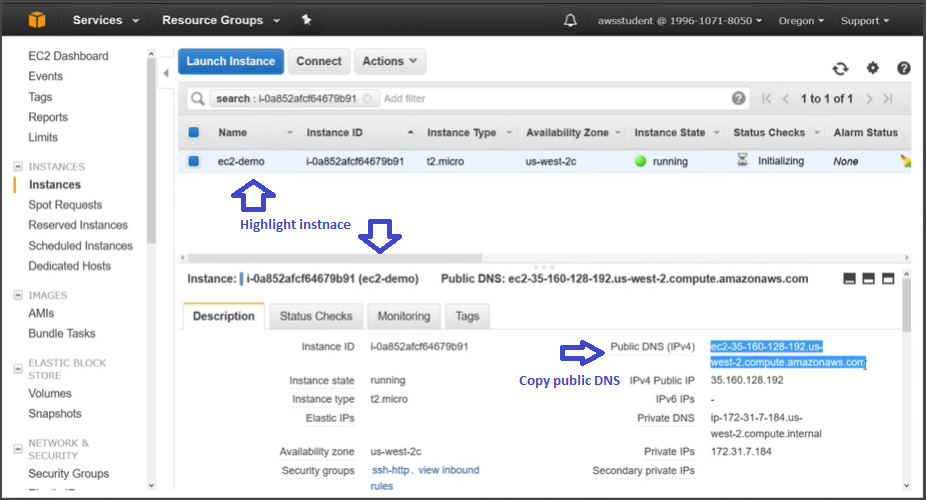 Services Resource Groups awsstudent @ 1996-1071-8050 Oregon Support
EC2 Dashboard
Events
Tags
Reports
Limits
INSTANCES
Instances
Spot Requests
Reserved Instances
Scheduled Instances
Dedicated Hosts
IMAGES
AMIs
Bundle Tasks
ELASTIC BLOCK
STORE
Volumes
Snapshots
NETWORK &
SECURITY
Security Groups
Launch Instance Connect Actions
search : i-0a852afcf64679b91 Add filter 1 to 1 of 1
Name Instance ID Instance Type Availability Zone Instance State Status Checks Alarm Status
ec2-demo i-0a852afcf64679b91 t2.micro us-west-2c running Initializing None
Highlight instnace
Instance: i-0a852afcf64679b91 (ec2-demo) Public DNS: ec2-35-160-128-192.us-west-2.compute.amazonaws.com
Description Status Checks Monitoring Tags
Instance ID i-0a852afcf64679b91
Instance state running
Instance type t2.micro
Elastic IPs
Availability zone us-west-2c
Security groups ssh-http. view inbound
rules
Copy public DNS
Public DNS (IPv4) ec2-35-160-128-192.us-
west-2.compute.amazonaws.com
IPv4 Public IP 35.160.128.192
IPv6 IPs -
Private DNS ip-172-31-7-184.us-
west-2.compute.internal
Private IPs 172.31.7.184
Secondary private IPs